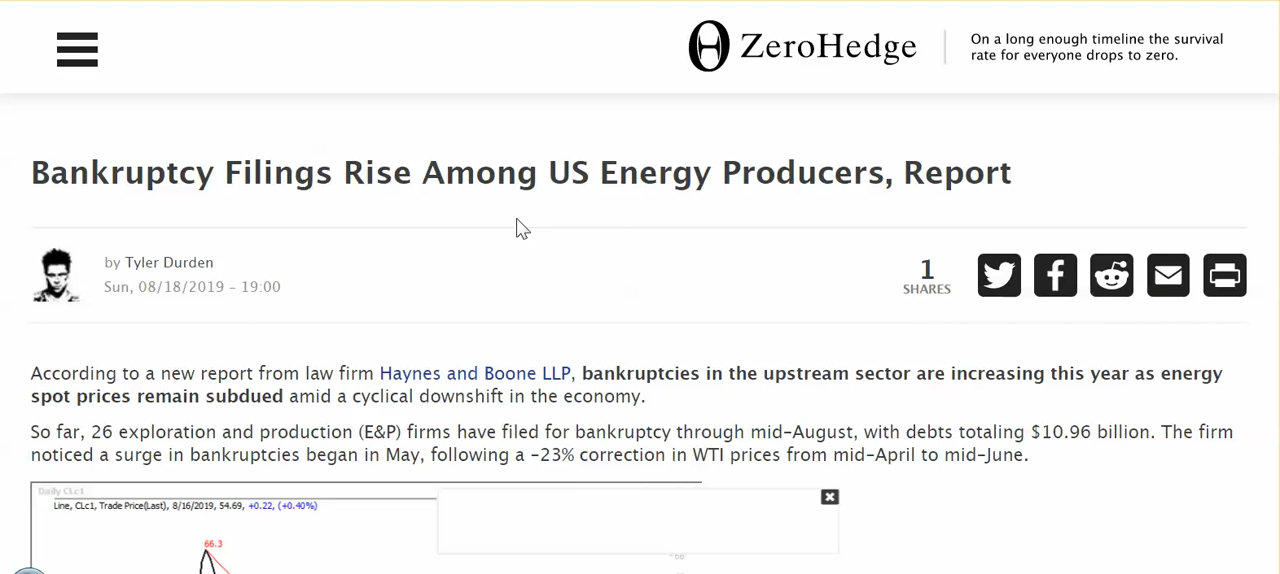 ZeroHedge
On a long enough timeline the survival
rate for everyone drops to zero.
Bankruptcy Filings Rise Among US Energy Producers, Report
by Tyler Durden
Sun, 08/18/2019 – 19:00
1
SHARES
According to a new report from law firm Haynes and Boone LLP, bankruptcies in the upstream sector are increasing this year as energy
spot prices remain subdued amid a cyclical downshift in the economy.
So far, 26 exploration and production (E&P) firms have filed for bankruptcy through mid-August, with debts totaling $10.96 billion. The firm
noticed a surge in bankruptcies began in May, following a -23% correction in WTI prices from mid-April to mid-June.
Daily CLc1
Line, CLc1, Trade Price(Last), 8/16/2019, 54.69, +0.22, (+0.40%)
66.3